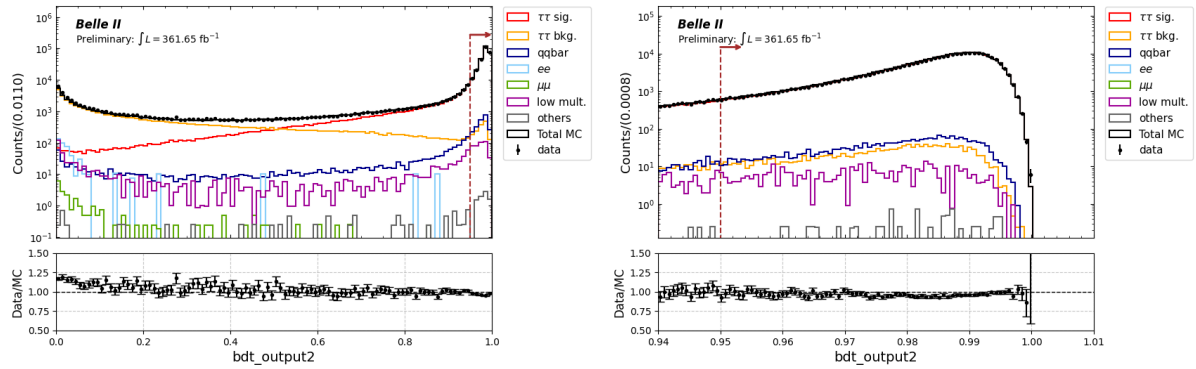 Belle II
Preliminary: ∫L = 361.65 fb⁻¹
Counts/(0.0110)
10⁶
10⁵
10⁴
10³
10²
10¹
10⁰
10⁻¹
ττ sig.
ττ bkg.
qqbar
ee
μμ
low mult.
others
Total MC
data
Data/MC
1.50
1.25
1.00
0.75
0.50
0.0 0.2 0.4 0.6 0.8 1.0
bdt_output2
Belle II
Preliminary: ∫L = 361.65 fb⁻¹
Counts/(0.0008)
10⁵
10⁴
10³
10²
10¹
10⁰
ττ sig.
ττ bkg.
qqbar
ee
μμ
low mult.
others
Total MC
data
Data/MC
1.50
1.25
1.00
0.75
0.50
0.94 0.95 0.96 0.97 0.98 0.99 1.00 1.01
bdt_output2